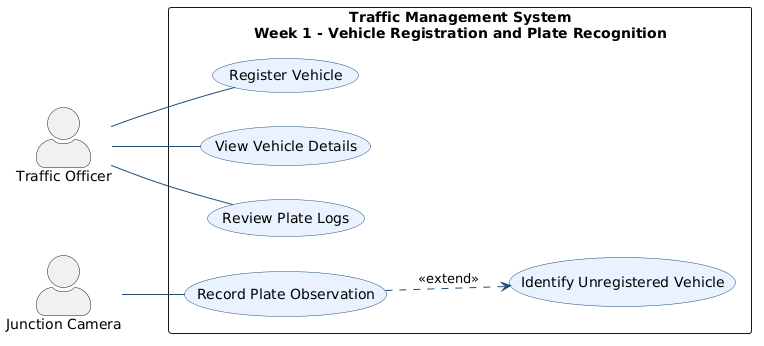 Traffic Management System
Week 1 - Vehicle Registration and Plate Recognition
Register Vehicle
View Vehicle Details
Traffic Officer
Review Plate Logs
«extend»
Identify Unregistered Vehicle
Record Plate Observation
Junction Camera